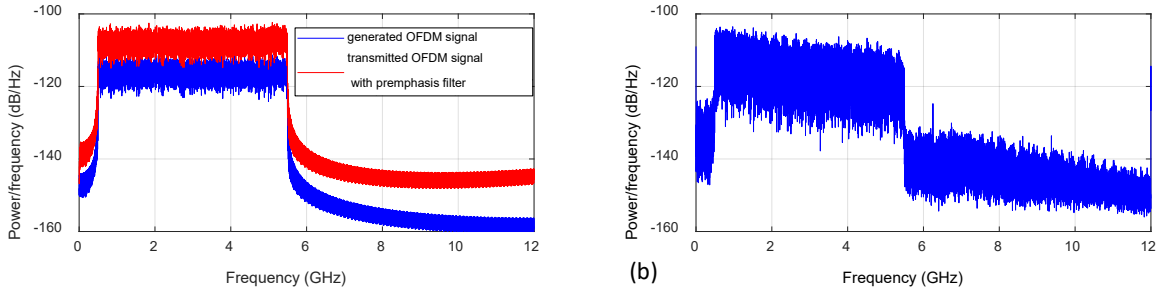 -100
-120
-140
-160
Power/frequency (dB/Hz)
generated OFDM signal
transmitted OFDM signal
with premphasis filter
0 2 4 6 8 10 12
Frequency (GHz)
-100
-120
-140
-160
Power/frequency (dB/Hz)
0 2 4 6 8 10 12
(b) Frequency (GHz)